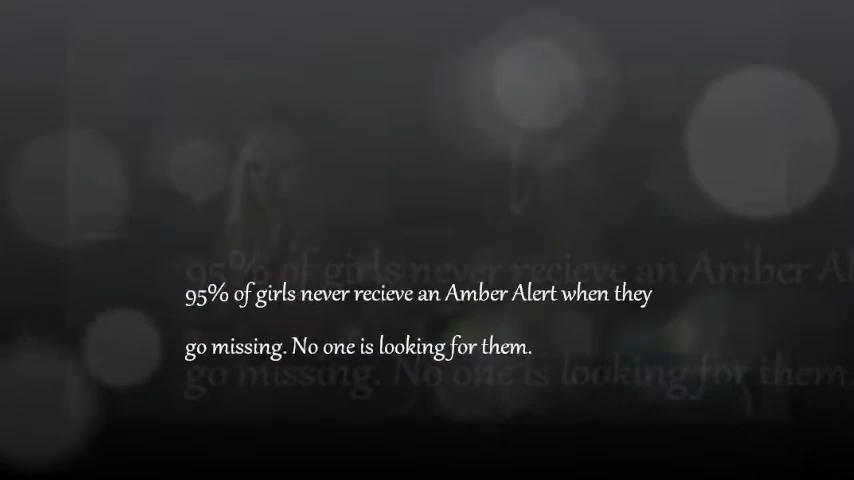 95% of girls never recieve an Amber Alert when they
go missing. No one is looking for them.